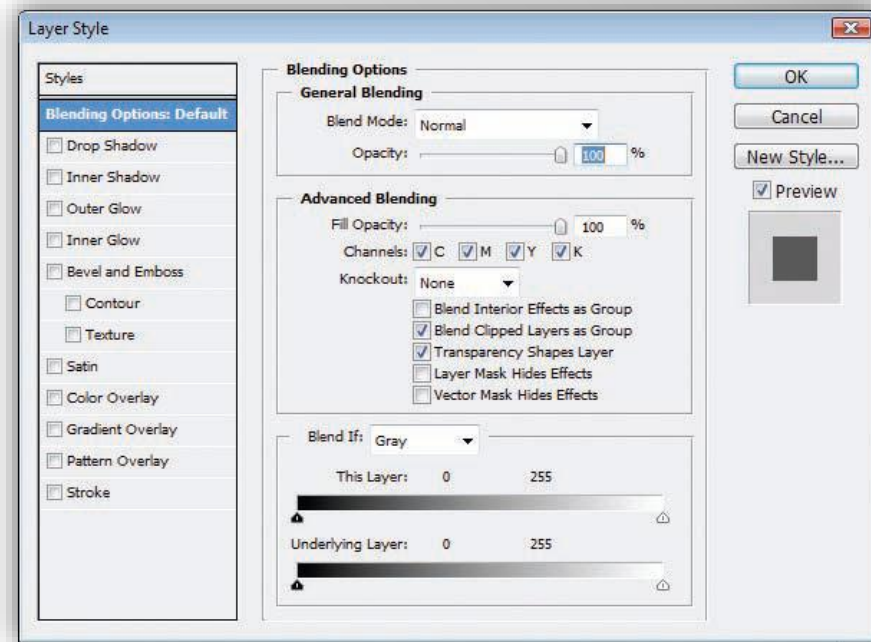 Layer Style
Styles
Blending Options: Default
Drop Shadow
Inner Shadow
Outer Glow
Inner Glow
Bevel and Emboss
Contour
Texture
Satin
Color Overlay
Gradient Overlay
Pattern Overlay
Stroke
Blending Options
General Blending
Blend Mode: Normal
Opacity: 100 %
Advanced Blending
Fill Opacity: 100 %
Channels: C M Y K
Knockout: None
Blend Interior Effects as Group
Blend Clipped Layers as Group
Transparency Shapes Layer
Layer Mask Hides Effects
Vector Mask Hides Effects
Blend If: Gray
This Layer: 0 255
Underlying Layer: 0 255
OK
Cancel
New Style...
Preview